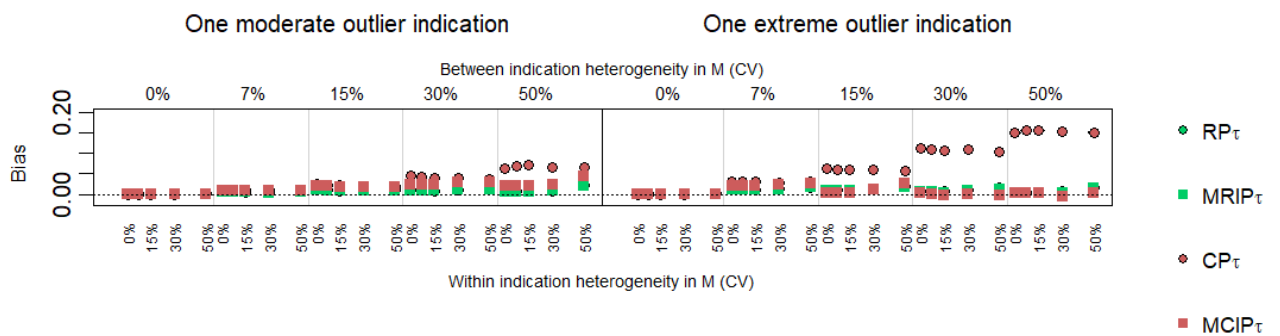 One moderate outlier indication One extreme outlier indication
Between indication heterogeneity in M (CV)
0% 7% 15% 30% 50% 0% 7% 15% 30% 50%
Bias
0.20
0.00
0% 15% 30% 50% 0% 15% 30% 50% 0% 15% 30% 50% 0% 15% 30% 50% 0% 15% 30% 50% 0% 15% 30% 50% 0% 15% 30% 50% 0% 15% 30% 50% 0% 15% 30% 50% 0% 15% 30% 50%
Within indication heterogeneity in M (CV)
RPτ
MRIPτ
CPτ
MCIPτ